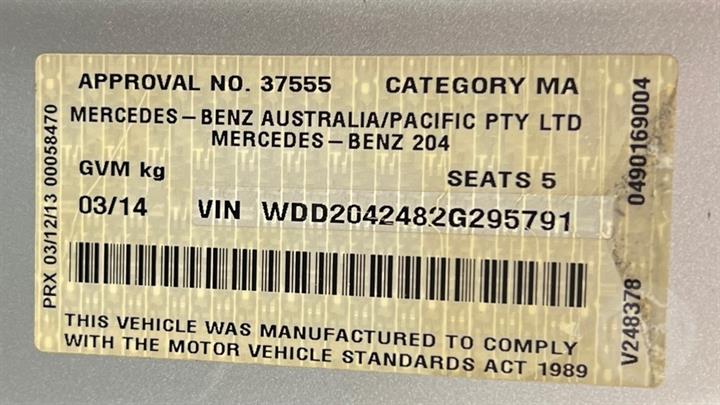 APPROVAL NO. 37555 CATEGORY MA
MERCEDES-BENZ AUSTRALIA/PACIFIC PTY LTD
MERCEDES-BENZ 204
GVM kg SEATS 5
03/14 VIN WDD2042482G295791
THIS VEHICLE WAS MANUFACTURED TO COMPLY
WITH THE MOTOR VEHICLE STANDARDS ACT 1989
PRX 03/12/13 00058470
0490169004
V248378